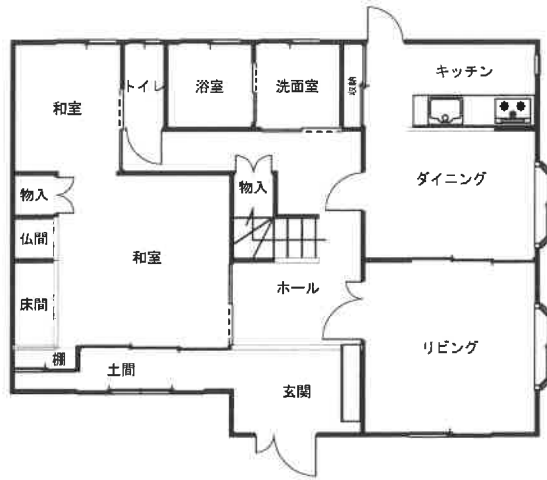 キッチン
トイレ
浴室
洗面室
収納
和室
ダイニング
物入
物入
仏間
和室
ホール
床間
リビング
棚
土間
玄関